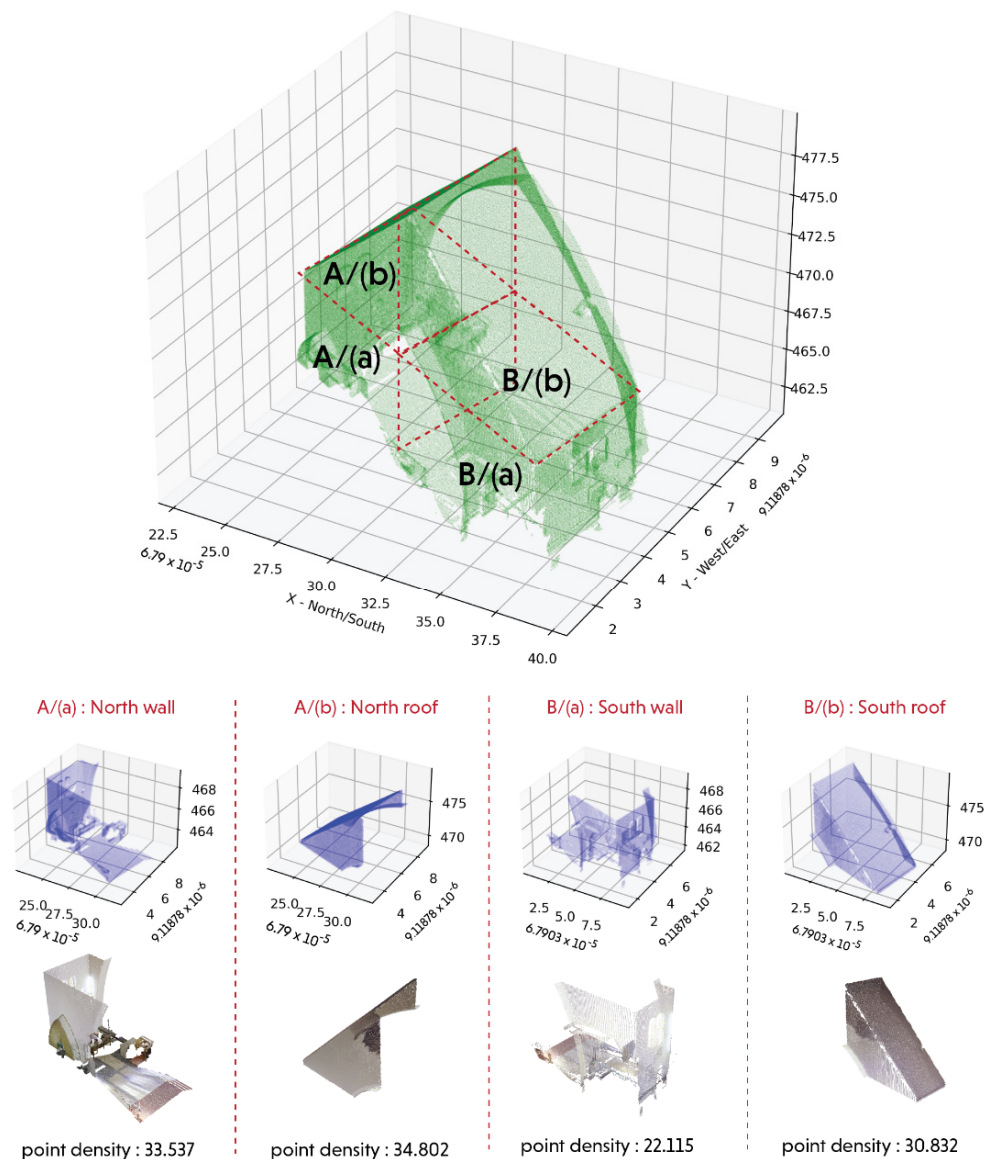 477.5
475.0
472.5
470.0
467.5
465.0
462.5
A/(b)
A/(a)
B/(b)
B/(a)
9
8
7
6
5
4
3
2
9.11878 x 10⁻⁶
Y - West/East
22.5
25.0
27.5
30.0
32.5
35.0
37.5
40.0
6.79 x 10⁻⁵
X - North/South
A/(a) : North wall
A/(b) : North roof
B/(a) : South wall
B/(b) : South roof
468
466
464
8
6
4
9.11878 x 10⁻⁶
25.0
27.5
30.0
6.79 x 10⁻⁵
475
470
8
6
4
9.11878 x 10⁻⁶
25.0
27.5
30.0
6.79 x 10⁻⁵
468
466
464
462
6
4
2
9.11878 x 10⁻⁶
2.5
5.0
7.5
6.7903 x 10⁻⁵
475
470
6
4
2
9.11878 x 10⁻⁶
2.5
5.0
7.5
6.7903 x 10⁻⁵
point density : 33.537
point density : 34.802
point density : 22.115
point density : 30.832